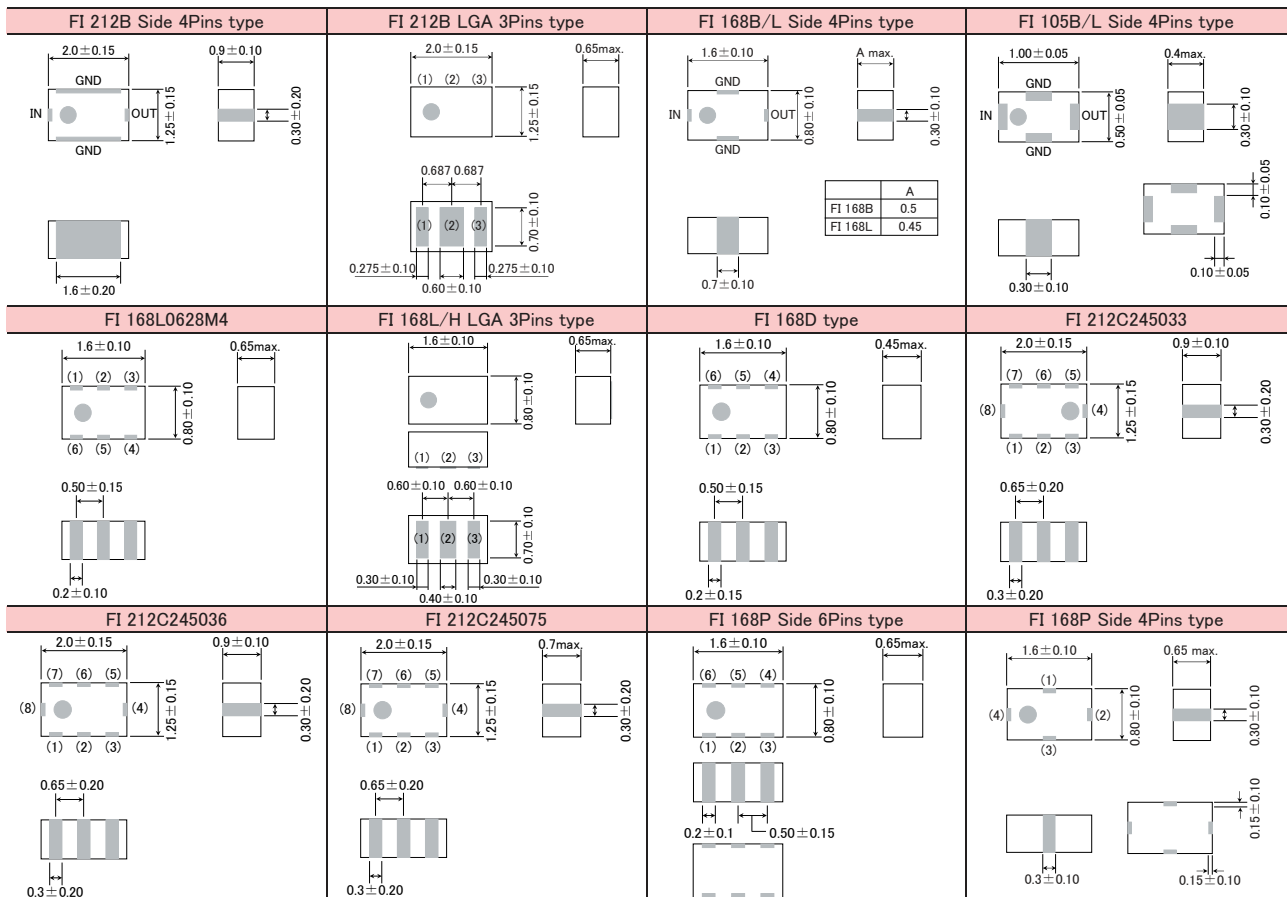 FI 212B Side 4Pins type
2.0±0.15
0.9±0.10
GND
IN
OUT
GND
1.25±0.15
0.30±0.20
1.6±0.20
FI 212B LGA 3Pins type
2.0±0.15
0.65max.
(1) (2) (3)
1.25±0.15
0.687 0.687
(1) (2) (3)
0.70±0.10
0.275±0.10
0.275±0.10
0.60±0.10
FI 168B/L Side 4Pins type
1.6±0.10
A max.
GND
IN
OUT
GND
0.80±0.10
0.30±0.10
A
FI 168B 0.5
FI 168L 0.45
0.7±0.10
FI 105B/L Side 4Pins type
1.00±0.05
0.4max.
GND
IN
OUT
GND
0.50±0.05
0.30±0.10
0.10±0.05
0.10±0.05
0.30±0.10
FI 168L0628M4
1.6±0.10
0.65max.
(1) (2) (3)
0.80±0.10
(6) (5) (4)
0.50±0.15
0.2±0.10
FI 168L/H LGA 3Pins type
1.6±0.10
0.65max.
0.80±0.10
(1) (2) (3)
0.60±0.10 0.60±0.10
(1) (2) (3)
0.70±0.10
0.30±0.10
0.30±0.10
0.40±0.10
FI 168D type
1.6±0.10
0.45max.
(6) (5) (4)
0.80±0.10
(1) (2) (3)
0.50±0.15
0.2±0.15
FI 212C245033
2.0±0.15
0.9±0.10
(7) (6) (5)
(8)
(4)
(1) (2) (3)
1.25±0.15
0.30±0.20
0.65±0.20
0.3±0.20
FI 212C245036
2.0±0.15
0.9±0.10
(7) (6) (5)
(8)
(4)
(1) (2) (3)
1.25±0.15
0.30±0.20
0.65±0.20
0.3±0.20
FI 212C245075
2.0±0.15
0.7max.
(7) (6) (5)
(8)
(4)
(1) (2) (3)
1.25±0.15
0.30±0.20
0.65±0.20
0.3±0.20
FI 168P Side 6Pins type
1.6±0.10
0.65max.
(6) (5) (4)
0.80±0.10
(1) (2) (3)
0.2±0.1
0.50±0.15
FI 168P Side 4Pins type
1.6±0.10
0.65 max.
(1)
(4)
(2)
(3)
0.80±0.10
0.30±0.10
0.15±0.10
0.3±0.10
0.15±0.10